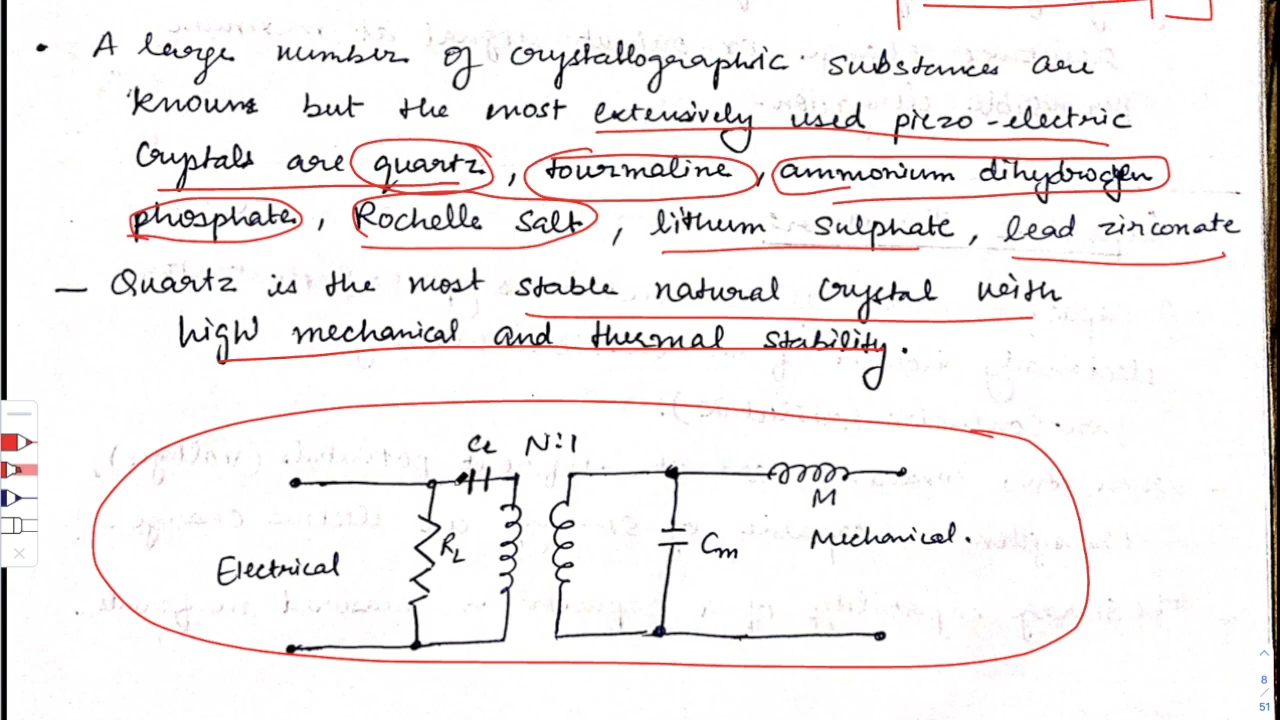 • A large number of crystallographic substances are
known but the most extensively used piezo-electric
Crystals are quartz, tourmaline, ammonium dihydrogen
phosphate, Rochelle Salt, lithum Sulphate, lead zirconate
— Quartz is the most stable natural crystal with
high mechanical and thermal stability.
Ce N:1
M
RL
Cm
Mechanical.
Electrical
8
/
51